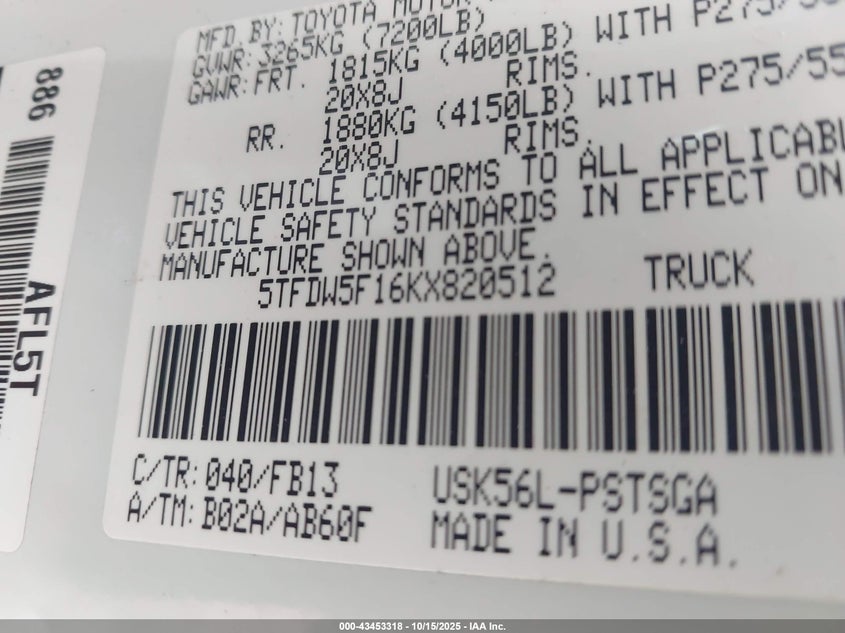 MFD. BY: TOYOTA MOTOR
GVWR: 3265KG (7200LB)
GAWR: FRT. 1815KG (4000LB) WITH P275/55
20X8J RIMS.
RR. 1880KG (4150LB) WITH P275/55
20X8J RIMS.
THIS VEHICLE CONFORMS TO ALL APPLICABL
VEHICLE SAFETY STANDARDS IN EFFECT ON
MANUFACTURE SHOWN ABOVE.
5TFDW5F16KX820512 TRUCK
C/TR: 040/FB13 USK56L-PSTSGA
A/TM: B02A/AB60F MADE IN U.S.A.
886
AFL5T
000-43453318 - 10/15/2025 - IAA Inc.